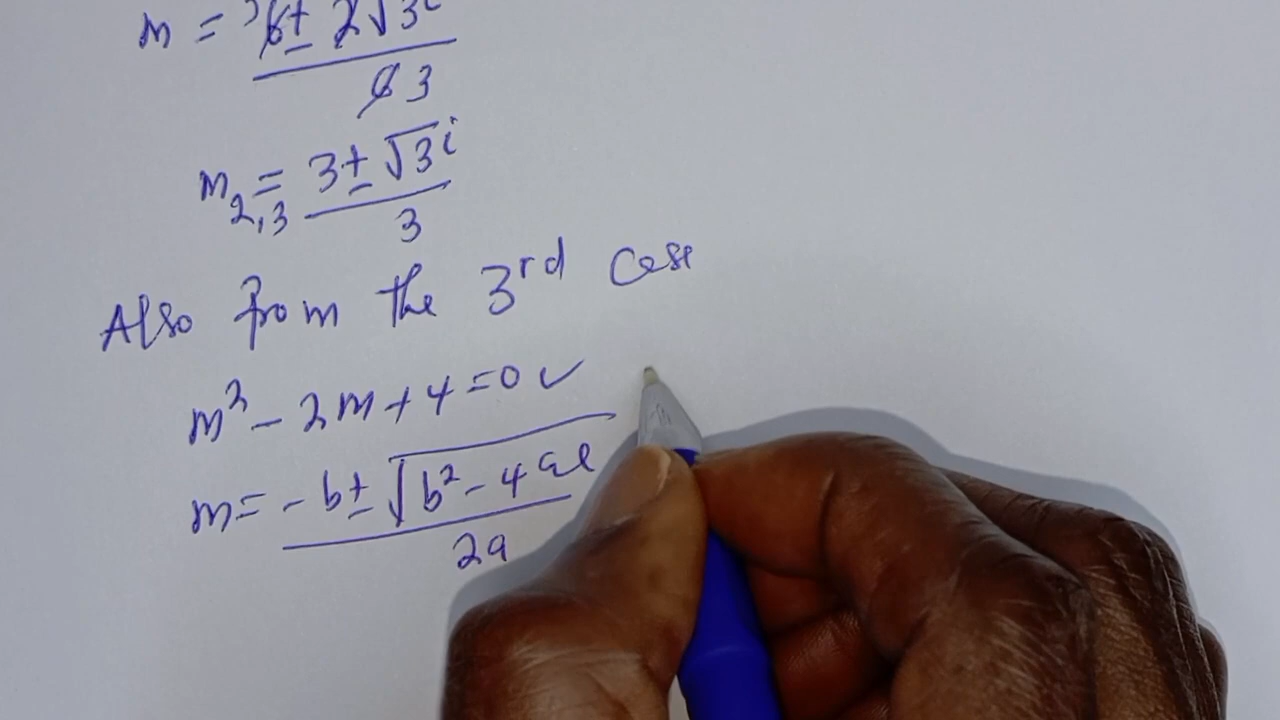 m = 6 ± 2√3i / 6 3
m₂,₃ = 3 ± √3 i / 3
Also from the 3rd Case
m² - 2m + 4 = 0 ✓
m = - b ± √b² - 4ac / 2a